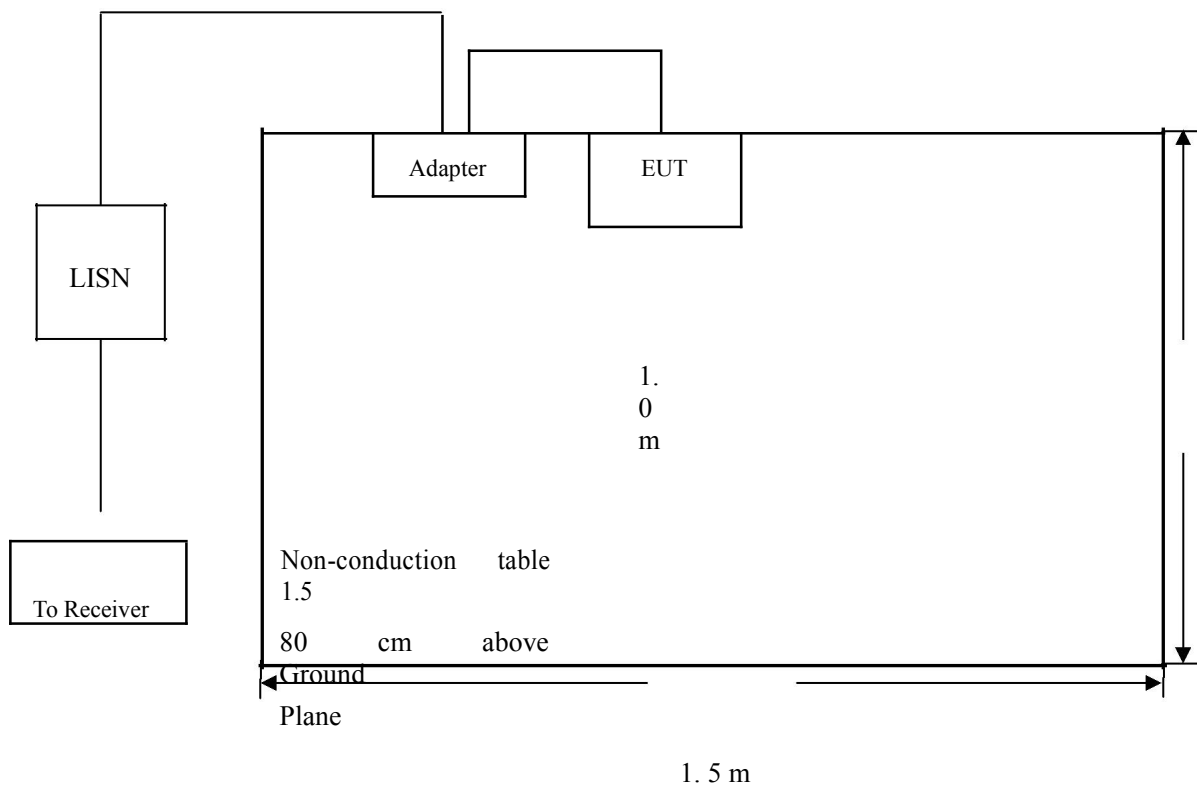 Adapter
EUT
LISN
1.
0
m
Non-conduction table
1.5
80 cm above
Ground
Plane
To Receiver
1. 5 m